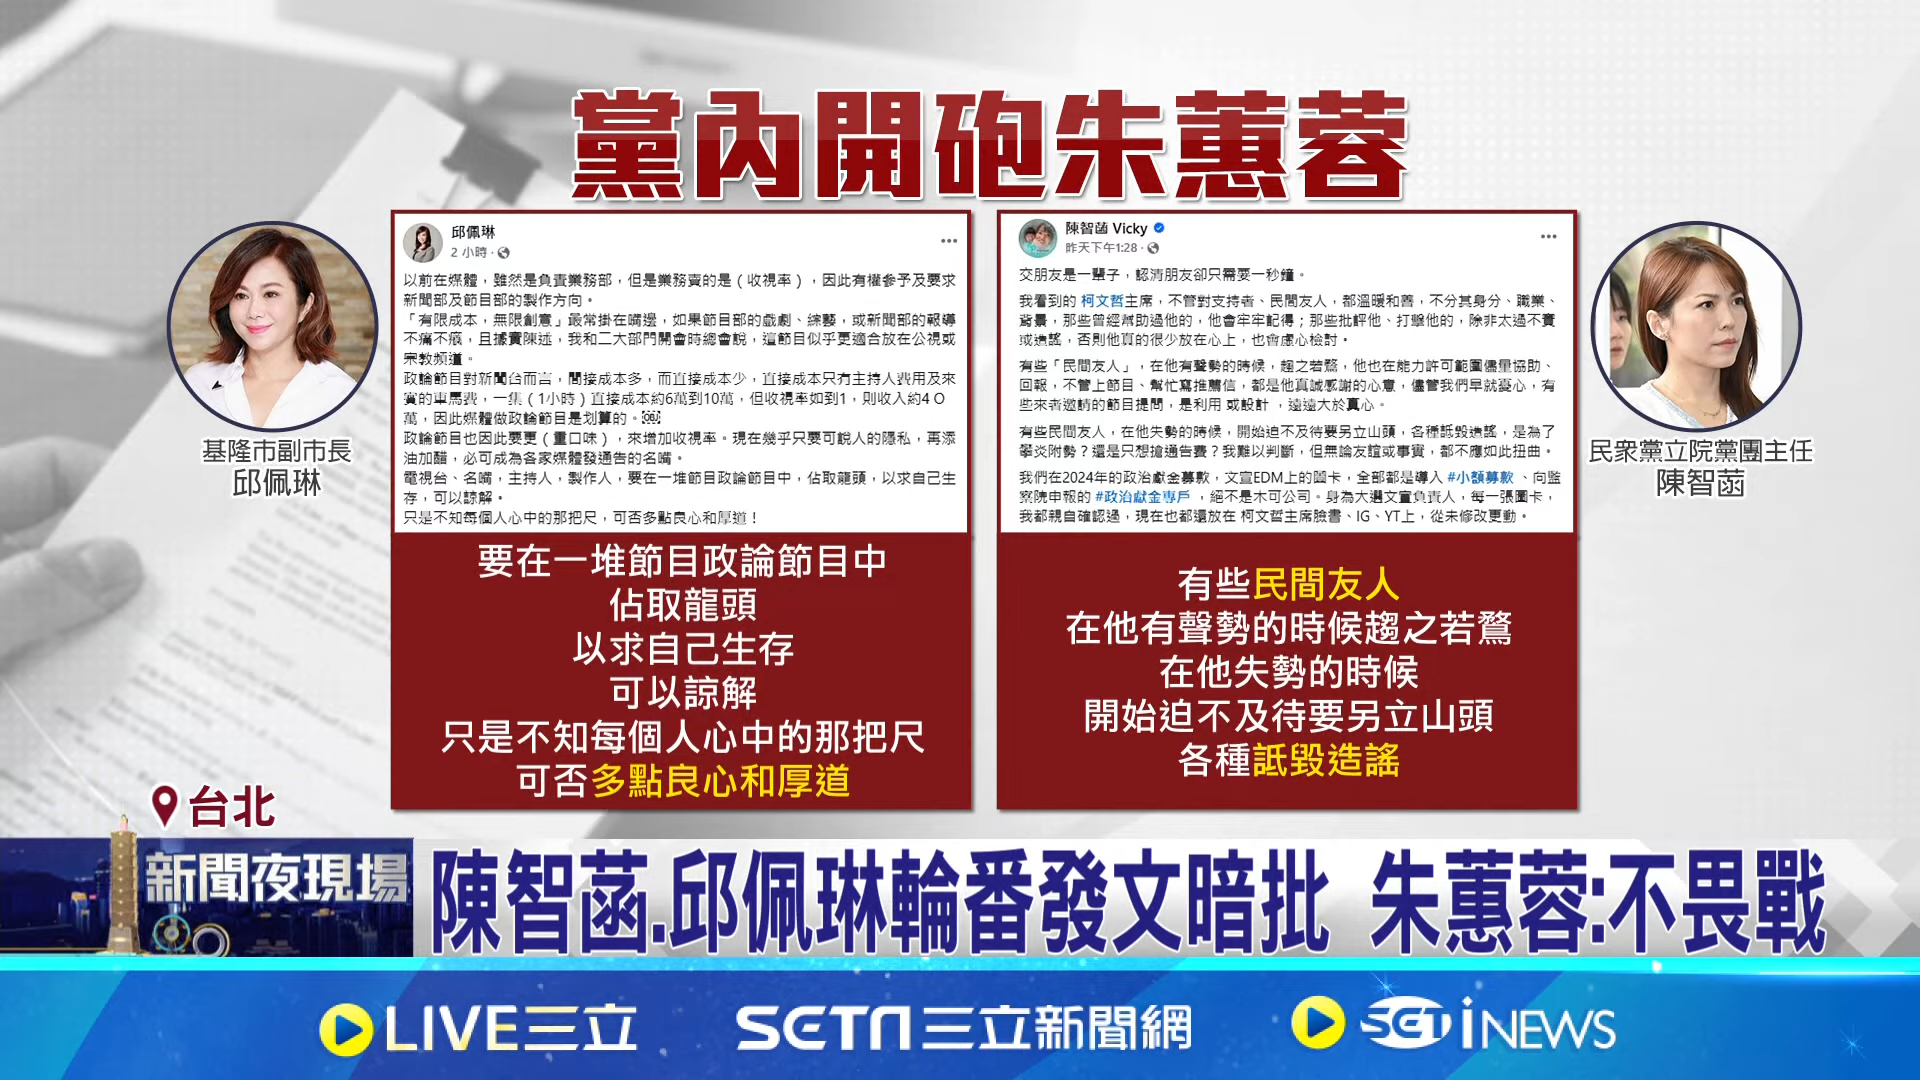 黨內開砲朱蕙蓉
邱佩琳
2 小時
以前在媒體，雖然是負責業務部，但是業務賣的是（收視率），因此有權參予及要求
新聞部及節目部的製作方向。
「有限成本，無限創意」最常掛在嘴邊，如果節目部的戲劇、綜藝，或新聞部的報導
不痛不癢，且據實陳述，我和二大部門開會時總會說，這節目似乎更適合放在公視或
宗教頻道。
政論節目對新聞台而言，間接成本多，而直接成本少，直接成本只有主持人費用及來
賓的車馬費，一集（1小時）直接成本約6萬到10萬，但收視率如到1，則收入約4０
萬，因此媒體做政論節目是划算的。
政論節目也因此要更（重口味），來增加收視率。現在幾乎只要可說人的隱私，再添
油加醋，必可成為各家媒體發通告的名嘴。
電視台、名嘴，主持人，製作人，要在一堆節目政論節目中，佔取龍頭，以求自己生
存，可以諒解。
只是不知每個人心中的那把尺，可否多點良心和厚道！
陳智菡 Vicky
昨天下午1:28
交朋友是一輩子，認清朋友卻只需要一秒鐘。
我看到的 柯文哲主席，不管對支持者、民間友人，都溫暖和善，不分其身分、職業、
背景，那些曾經幫助過他的，他會牢牢記得；那些批評他、打擊他的，除非太過不實
或造謠，否則他真的很少放在心上，也會虛心檢討。
有些「民間友人」，在他有聲勢的時候，趨之若鶩，他也在能力許可範圍儘量協助、
回報，不管上節目、幫忙寫推薦信，都是他真誠感謝的心意，儘管我們早就憂心，有
些來者邀請的節目提問，是利用 或設計 ，遠遠大於真心。
有些民間友人，在他失勢的時候，開始迫不及待要另立山頭，各種詆毀造謠，是為了
攀炎附勢？還是只想搶通告費？我難以判斷，但無論友誼或事實，都不應如此扭曲。
我們在2024年的政治獻金募款，文宣EDM上的圖卡，全部都是導入 #小額募款 、向監
察院申報的 #政治獻金專戶 ，絕不是木可公司。身為大選文宣負責人，每一張圖卡，
我都親自確認過，現在也都還放在 柯文哲主席臉書、IG、YT上，從未修改更動。
基隆市副市長
邱佩琳
民眾黨立院黨團主任
陳智菡
要在一堆節目政論節目中
佔取龍頭
以求自己生存
可以諒解
只是不知每個人心中的那把尺
可否多點良心和厚道
有些民間友人
在他有聲勢的時候趨之若鶩
在他失勢的時候
開始迫不及待要另立山頭
各種詆毀造謠
台北
新聞夜現場
陳智菡.邱佩琳輪番發文暗批 朱蕙蓉:不畏戰
LIVE三立
SETN三立新聞網
SET iNEWS